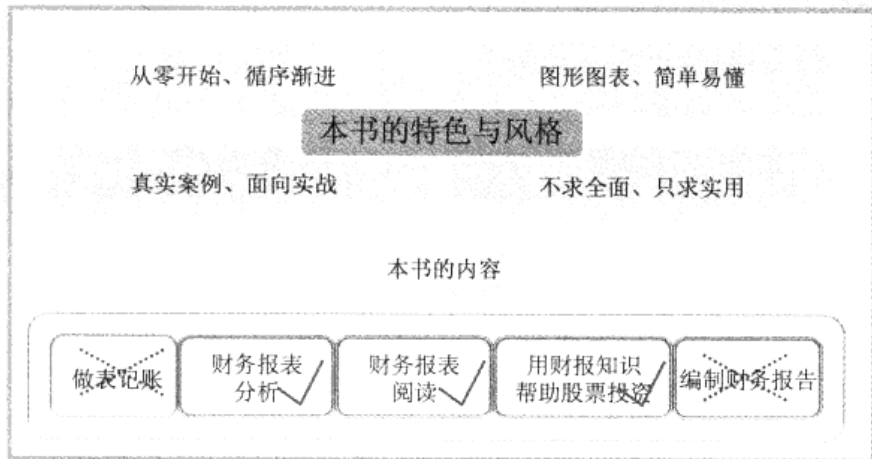 从零开始、循序渐进
图形图表、简单易懂
本书的特色与风格
真实案例、面向实战
不求全面、只求实用
本书的内容
做表记账
财务报表
分析
财务报表
阅读
用财报知识
帮助股票投资
编制财务报告